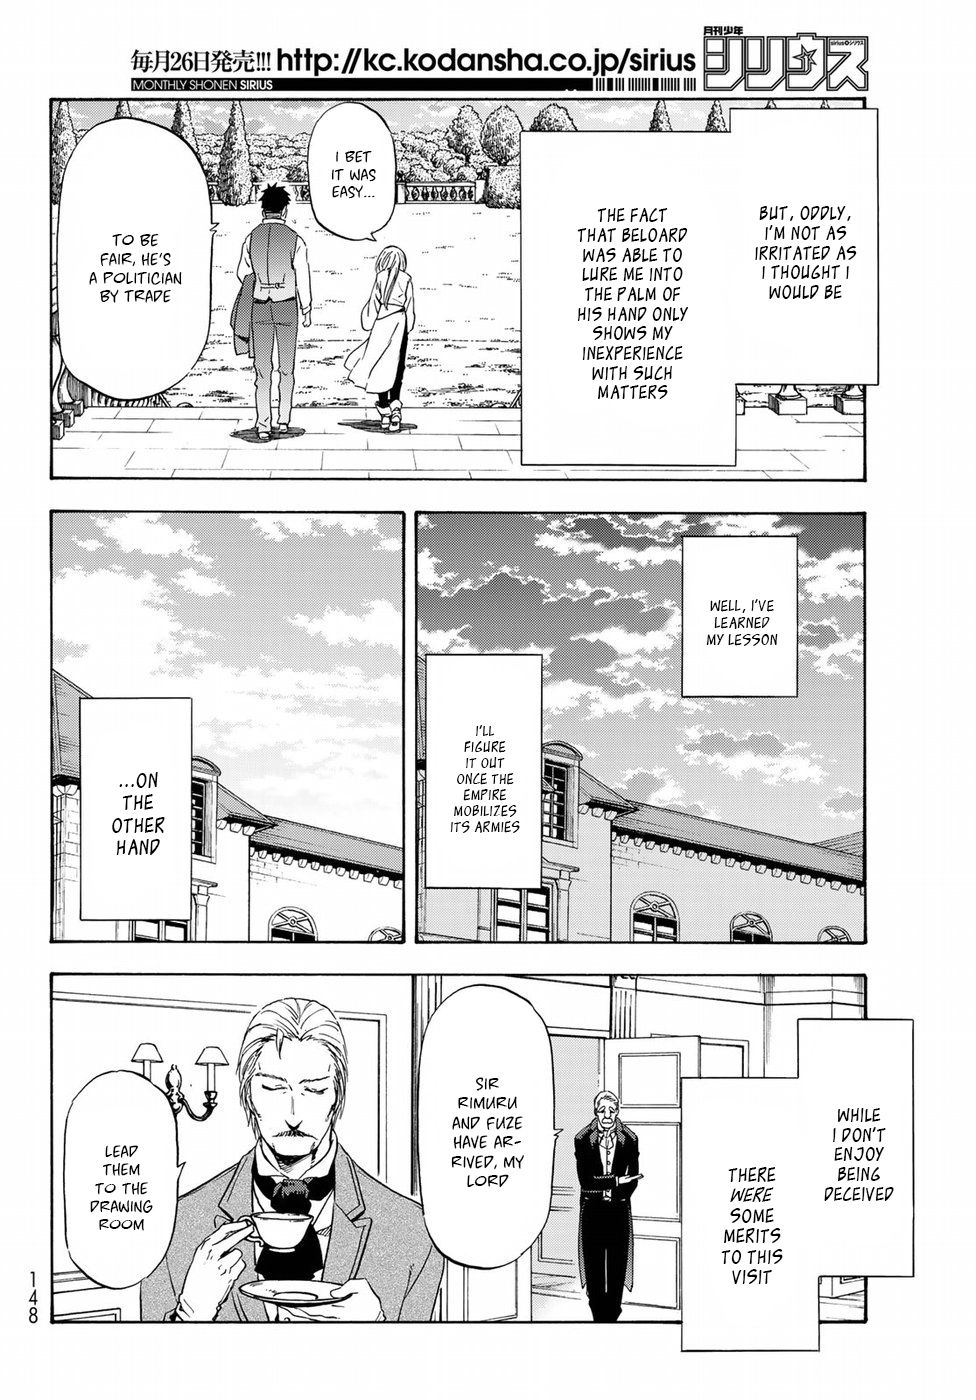 毎月26日発売!!! http://kc.kodansha.co.jp/sirius
MONTHLY SHONEN SIRIUS
月刊少年
シリウス
BUT, ODDLY,
I'M NOT AS
IRRITATED AS
I THOUGHT I
WOULD BE
THE FACT
THAT BELOARD
WAS ABLE TO
LURE ME INTO
THE PALM OF
HIS HAND ONLY
SHOWS MY
INEXPERIENCE
WITH SUCH
MATTERS
I BET
IT WAS
EASY...
TO BE
FAIR, HE'S
A POLITICIAN
BY TRADE
WELL, I'VE
LEARNED
MY LESSON
I'LL
FIGURE
IT OUT
ONCE THE
EMPIRE
MOBILIZES
ITS ARMIES
...ON
THE
OTHER
HAND
WHILE
I DON'T
ENJOY
BEING
DECEIVED
THERE
WERE
SOME
MERITS
TO THIS
VISIT
SIR
RIMURU
AND FUZE
HAVE AR-
RIVED, MY
LORD
LEAD
THEM
TO THE
DRAWING
ROOM
148